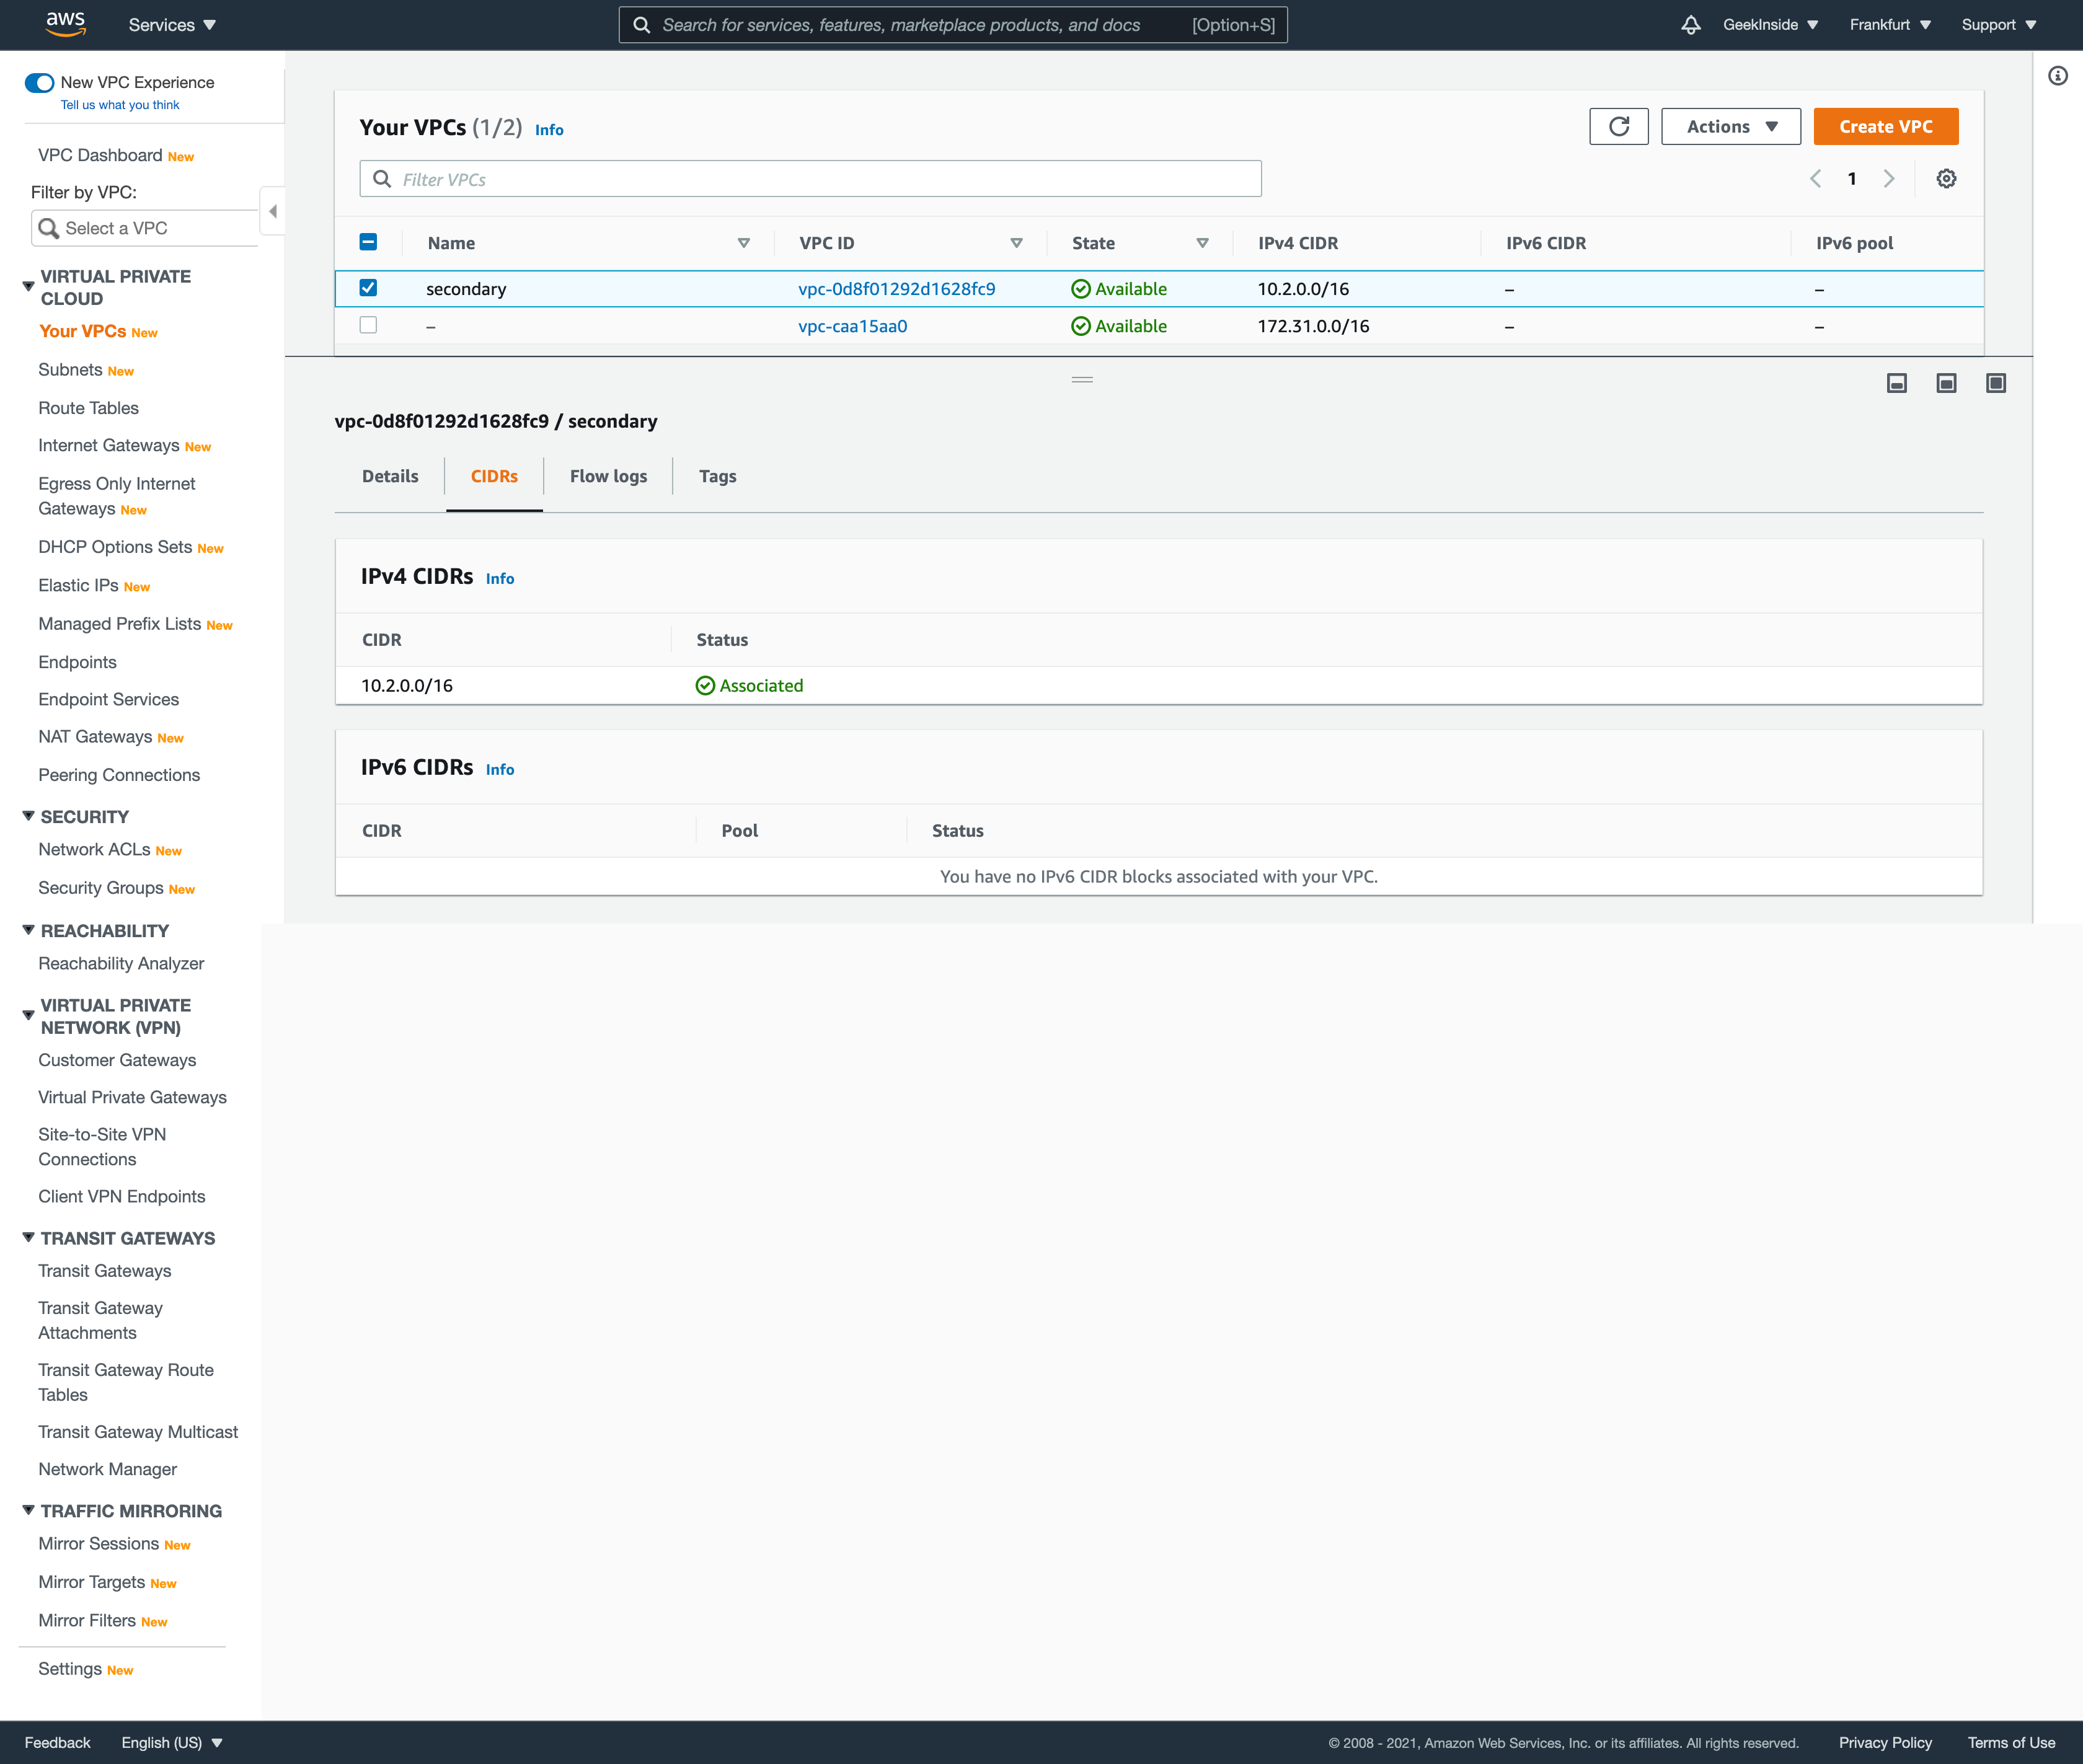 aws
Services
Search for services, features, marketplace products, and docs [Option+S]
GeekInside
Frankfurt
Support
New VPC Experience
Tell us what you think
VPC Dashboard New
Filter by VPC:
Select a VPC
VIRTUAL PRIVATE
CLOUD
Your VPCs New
Subnets New
Route Tables
Internet Gateways New
Egress Only Internet
Gateways New
DHCP Options Sets New
Elastic IPs New
Managed Prefix Lists New
Endpoints
Endpoint Services
NAT Gateways New
Peering Connections
SECURITY
Network ACLs New
Security Groups New
REACHABILITY
Reachability Analyzer
VIRTUAL PRIVATE
NETWORK (VPN)
Customer Gateways
Virtual Private Gateways
Site-to-Site VPN
Connections
Client VPN Endpoints
TRANSIT GATEWAYS
Transit Gateways
Transit Gateway
Attachments
Transit Gateway Route
Tables
Transit Gateway Multicast
Network Manager
TRAFFIC MIRRORING
Mirror Sessions New
Mirror Targets New
Mirror Filters New
Settings New
Your VPCs (1/2) Info
Actions
Create VPC
Filter VPCs
1
Name VPC ID State IPv4 CIDR IPv6 CIDR IPv6 pool
secondary vpc-0d8f01292d1628fc9 Available 10.2.0.0/16 – –
– vpc-caa15aa0 Available 172.31.0.0/16 – –
vpc-0d8f01292d1628fc9 / secondary
Details CIDRs Flow logs Tags
IPv4 CIDRs Info
CIDR Status
10.2.0.0/16 Associated
IPv6 CIDRs Info
CIDR Pool Status
You have no IPv6 CIDR blocks associated with your VPC.
Feedback
English (US)
© 2008 - 2021, Amazon Web Services, Inc. or its affiliates. All rights reserved.
Privacy Policy
Terms of Use